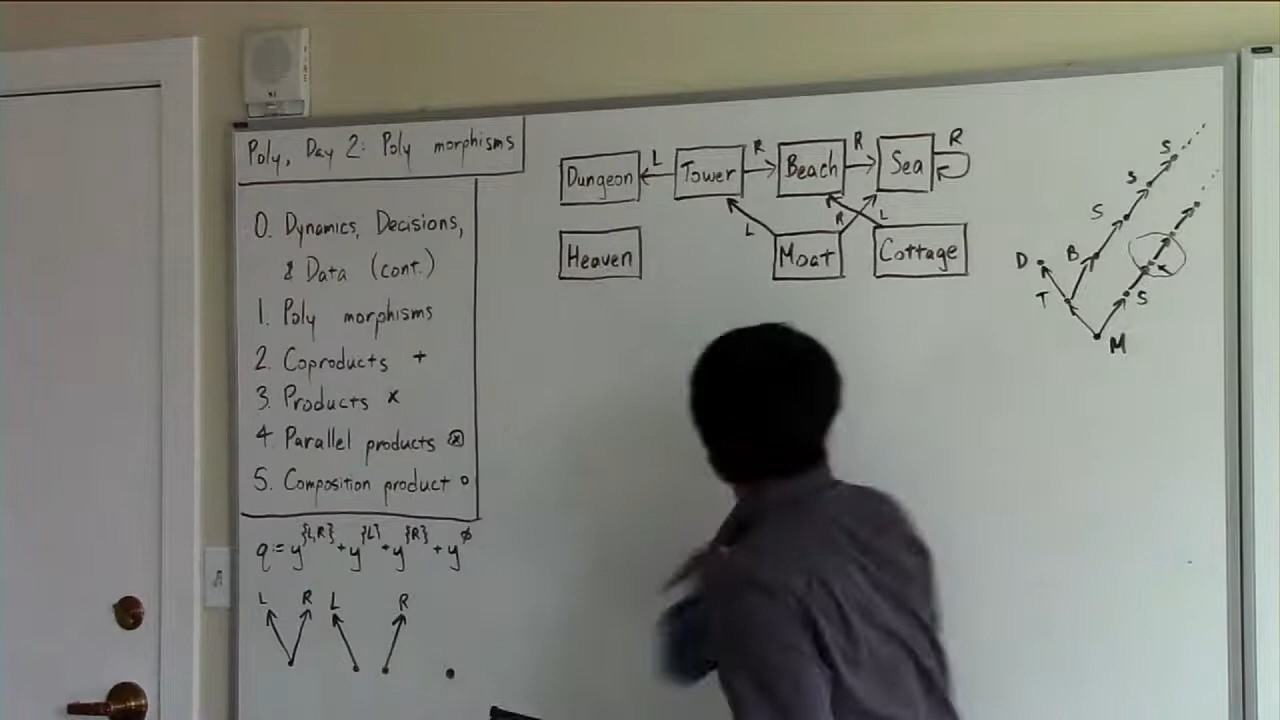 Poly, Day 2: Poly morphisms
0. Dynamics, Decisions,
& Data (cont.)
1. Poly morphisms
2. Coproducts +
3. Products ×
4 Parallel products ⊗
5. Composition product ∘
q := y^{L,R} + y^{L} + y^{R} + y^∅
L R L R
L R R R
Dungeon Tower Beach Sea
L R L
Heaven Moat Cottage
S
S
S
B
D
T S
M
FIRE